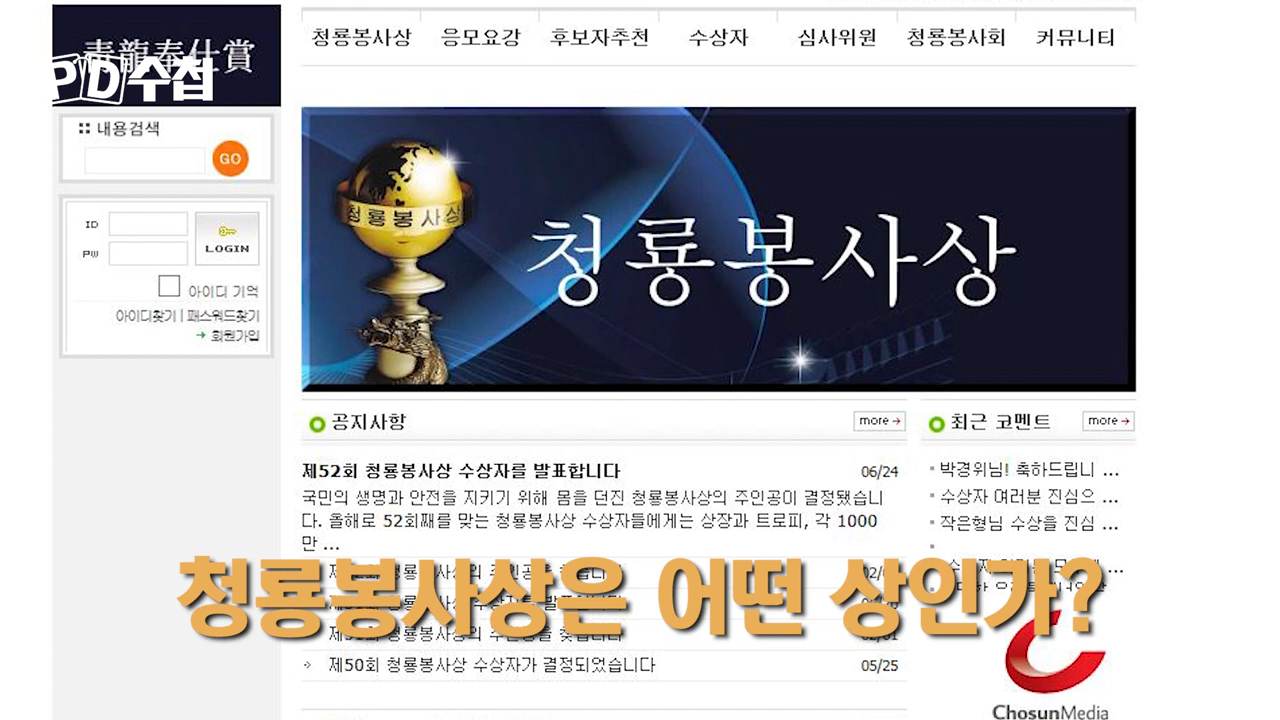 靑龍奉仕賞
PD수첩
청룡봉사상 응모요강 후보자추천 수상자 심사위원 청룡봉사회 커뮤니티
내용검색
GO
ID
PW
LOGIN
아이디 기억
아이디찾기 | 패스워드찾기
회원가입
청룡봉사상
청룡봉사상
공지사항 more
제52회 청룡봉사상 수상자를 발표합니다 06/24
국민의 생명과 안전을 지키기 위해 몸을 던진 청룡봉사상의 주인공이 결정됐습니
다. 올해로 52회째를 맞는 청룡봉사상 수상자들에게는 상장과 트로피, 각 1000
만 ...
제50회 청룡봉사상 수상자가 결정되었습니다 05/25
최근 코멘트 more
박경위님! 축하드립니 ...
수상자 여러분 진심으 ...
작은형님 수상을 진심 ...
청룡봉사상은 어떤 상인가?
ChosunMedia